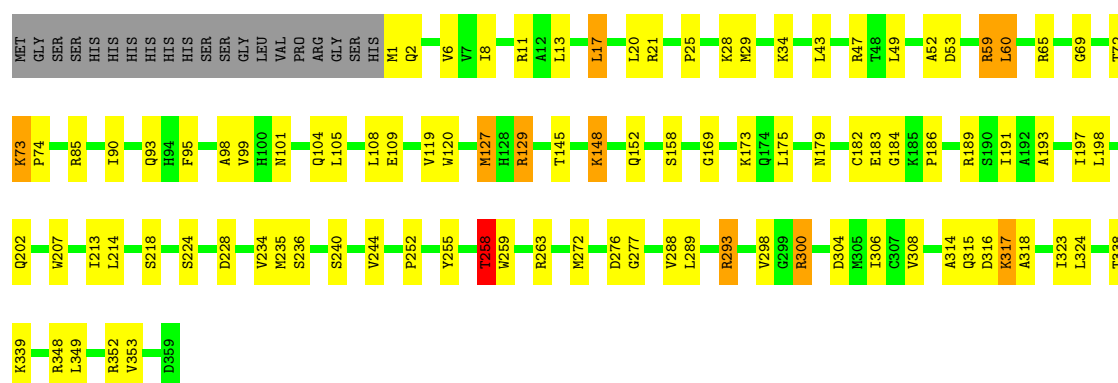 MET GLY SER SER HIS HIS HIS HIS HIS HIS SER SER GLY LEU VAL PRO ARG GLY SER HIS M1 Q2 V6 V7 I8 R11 A12 L13 L17 L20 R21 P25 K28 M29 K34 L43 R47 T48 L49 A52 D53 R59 L60 R65 G69 T72
K73 P74 R85 I90 Q93 H94 F95 A98 V99 H100 N101 Q104 L105 L108 E109 V119 W120 M127 H128 R129 T145 K148 Q152 S158 G169 K173 Q174 L175 N179 C182 E183 G184 K185 P186 R189 S190 I191 A192 A193 I197 L198
Q202 W207 I213 L214 S218 S224 D228 V234 M235 S236 S240 V244 P252 Y255 T258 W259 R263 M272 D276 G277 V288 L289 R293 V298 G299 R300 D304 M305 I306 C307 V308 A314 Q315 D316 K317 A318 I323 L324 T338
K339 R348 L349 R352 V353 D359